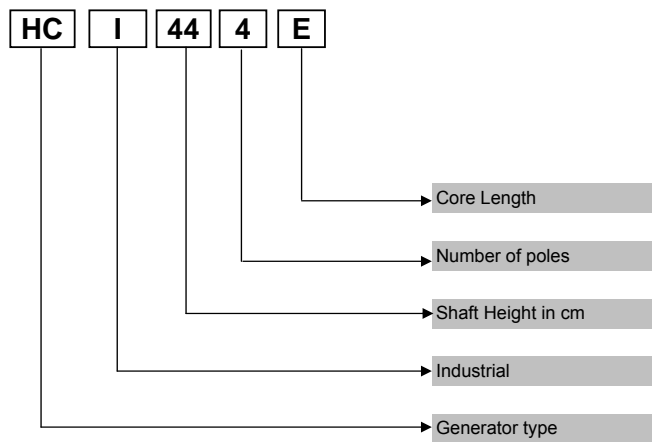 HC I 44 4 E
Core Length
Number of poles
Shaft Height in cm
Industrial
Generator type